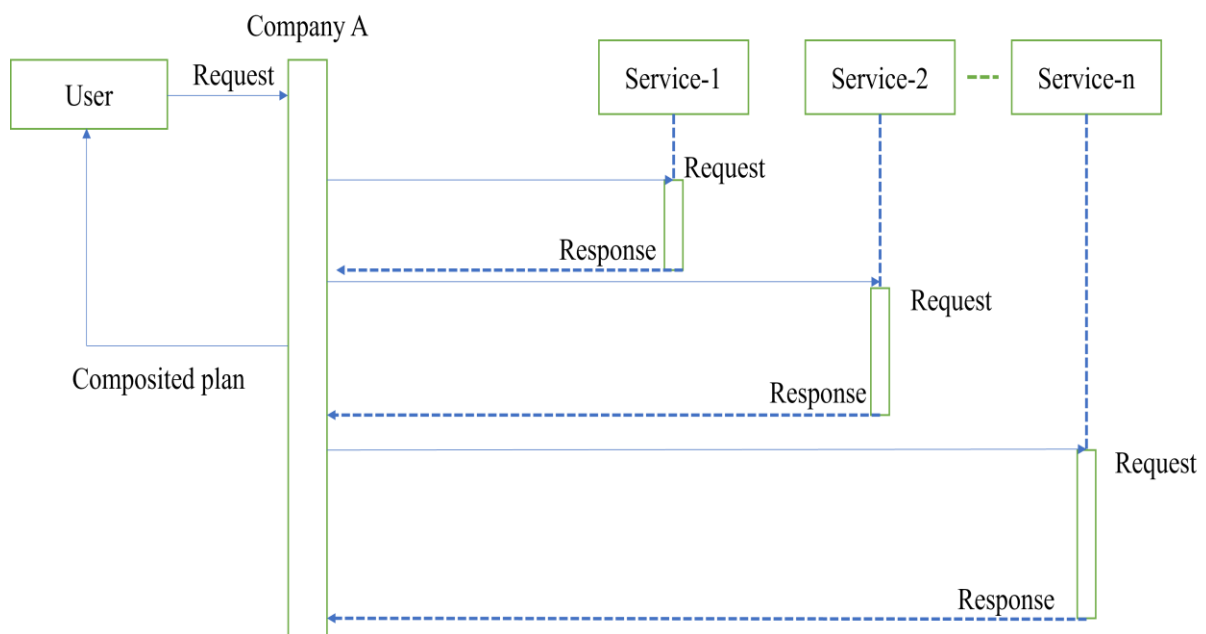 Company A
User
Request
Service-1
Service-2
Service-n
Request
Response
Request
Composited plan
Response
Request
Response